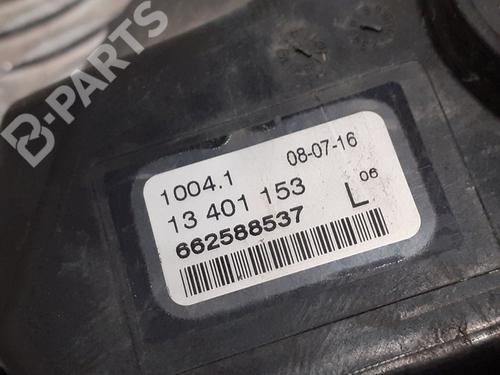 B-PARTS
1004.1 08-07-16
13 401 153
662588537 L 06